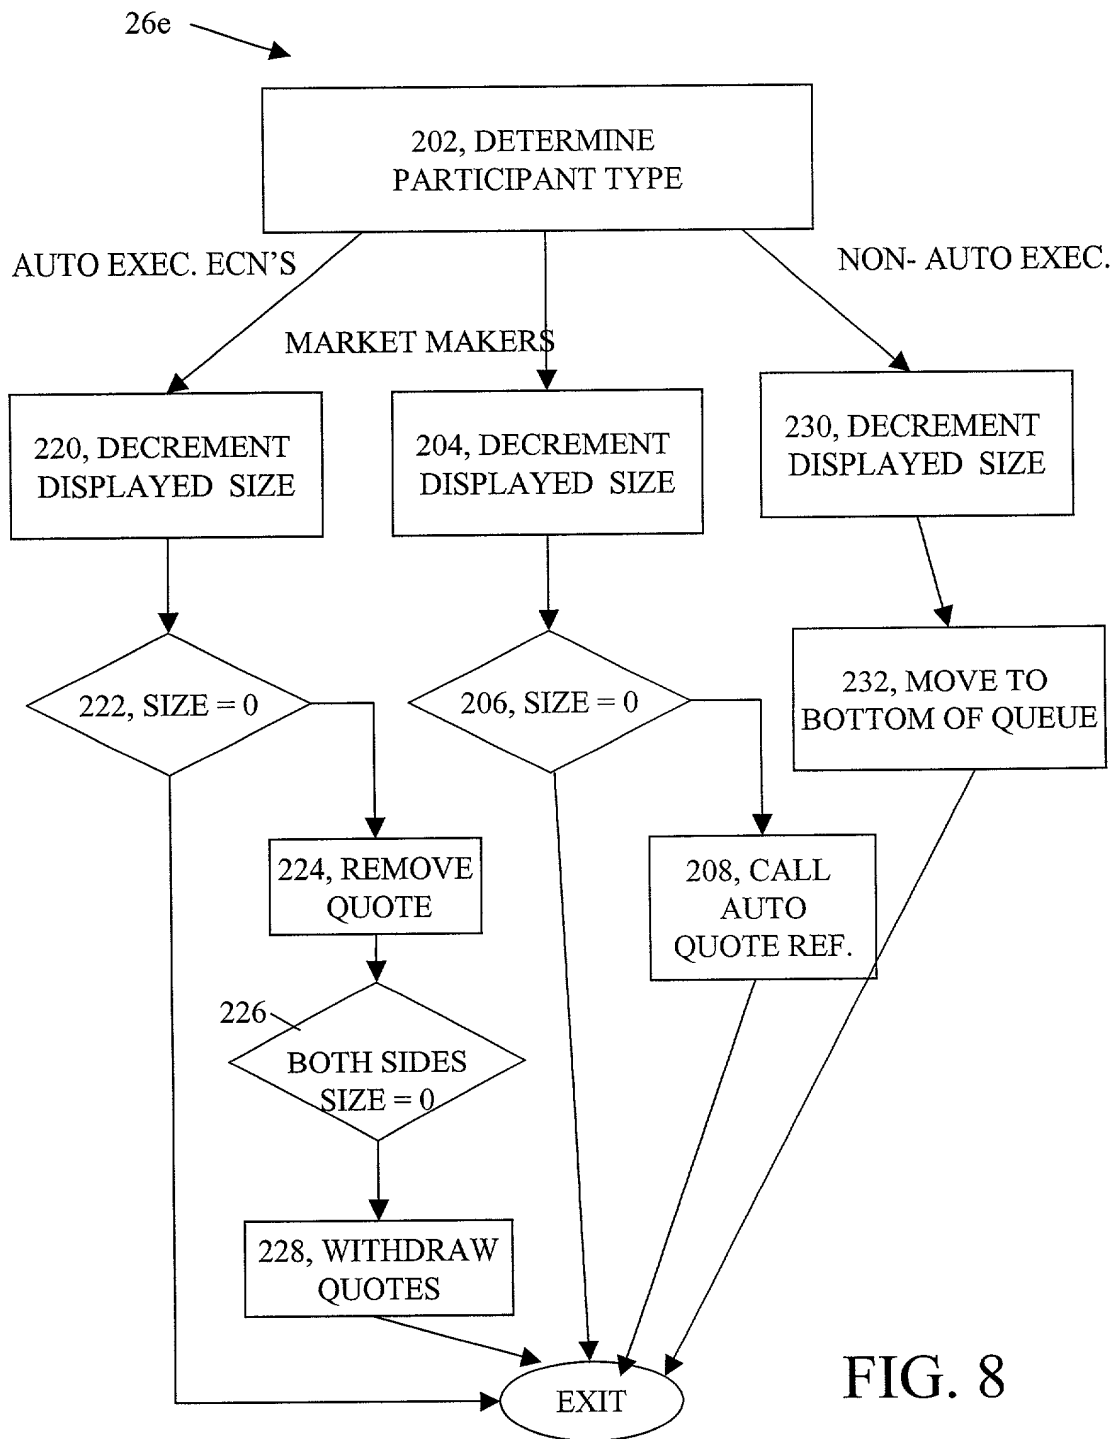 26e
202, DETERMINE
PARTICIPANT TYPE
AUTO EXEC. ECN'S
NON- AUTO EXEC.
MARKET MAKERS
220, DECREMENT
DISPLAYED SIZE
204, DECREMENT
DISPLAYED SIZE
230, DECREMENT
DISPLAYED SIZE
222, SIZE = 0
206, SIZE = 0
232, MOVE TO
BOTTOM OF QUEUE
224, REMOVE
QUOTE
208, CALL
AUTO
QUOTE REF.
226
BOTH SIDES
SIZE = 0
228, WITHDRAW
QUOTES
EXIT
FIG. 8